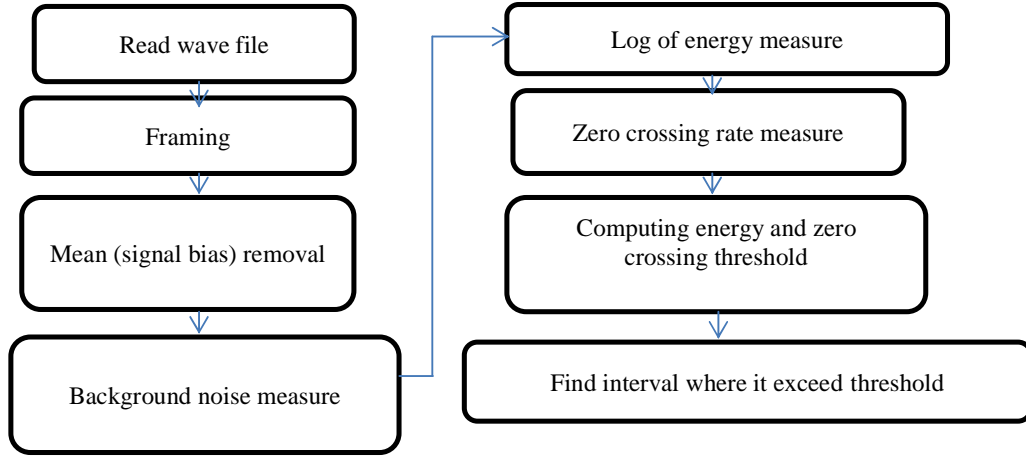 Read wave file
Framing
Mean (signal bias) removal
Background noise measure
Log of energy measure
Zero crossing rate measure
Computing energy and zero
crossing threshold
Find interval where it exceed threshold